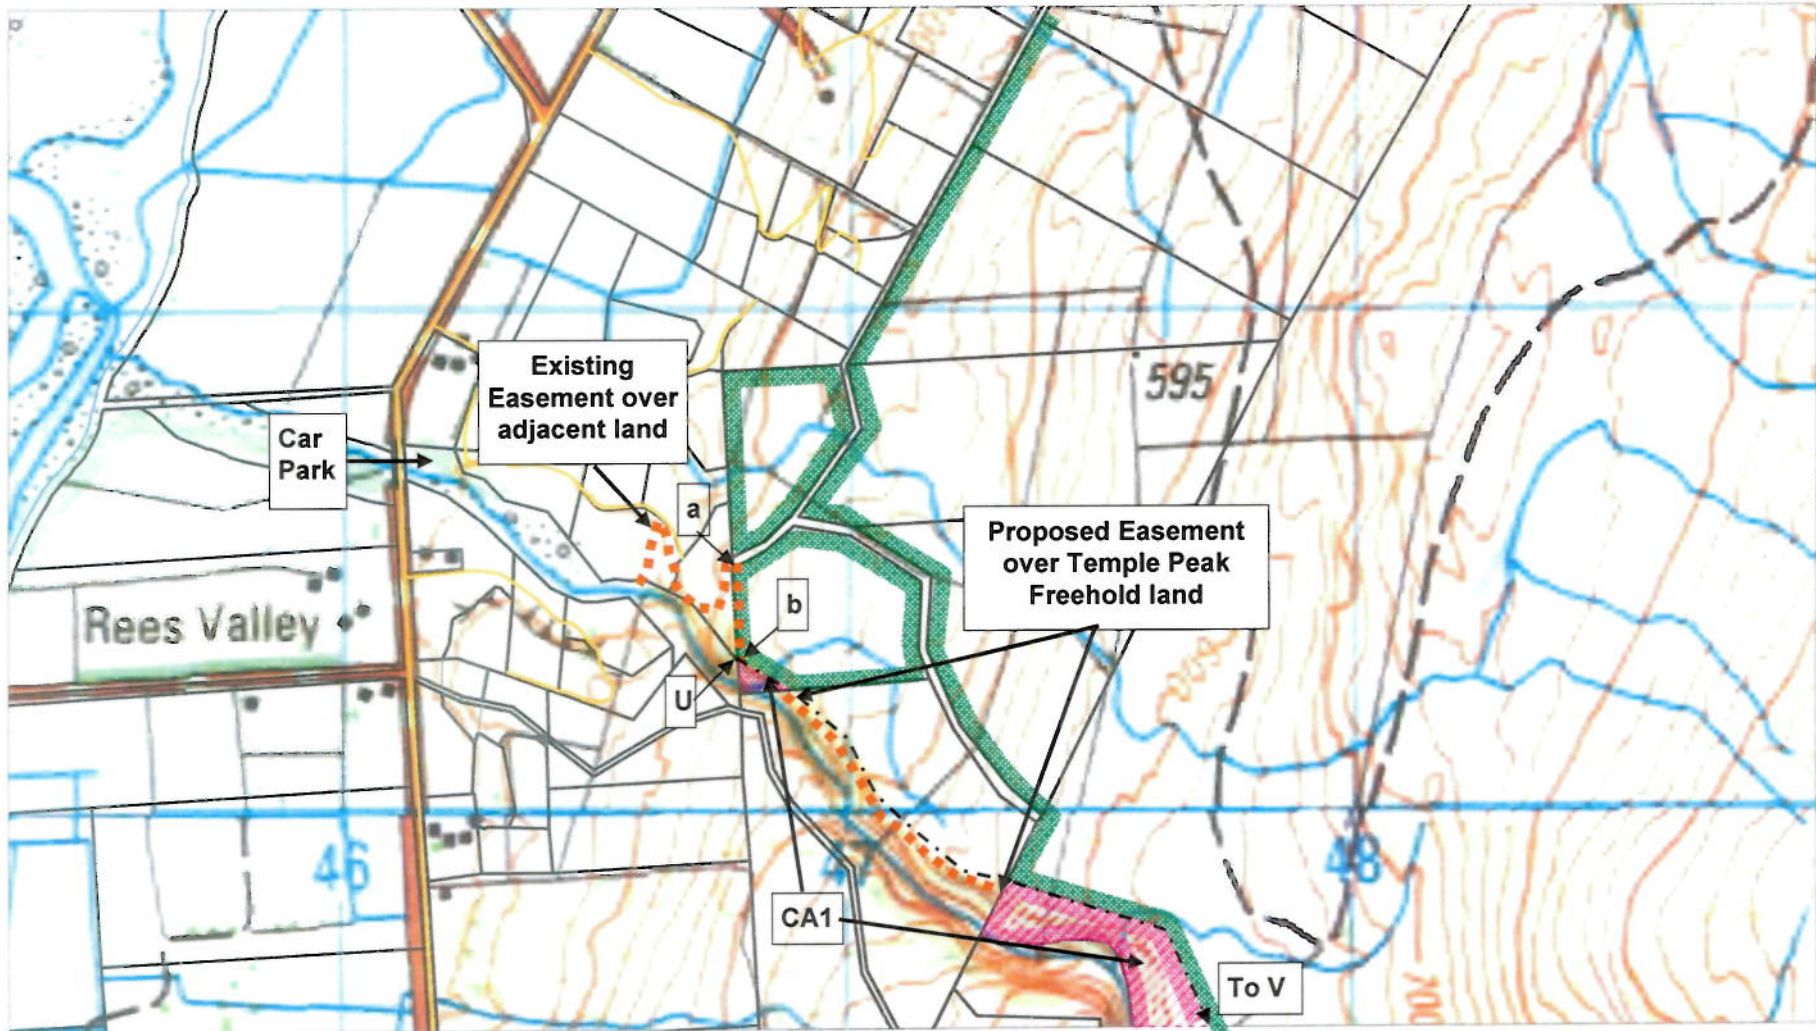 Existing
Easement over
adjacent land
595
Car
Park
a
Proposed Easement
over Temple Peak
Freehold land
b
Rees Valley
U
46
48
CA1
To V